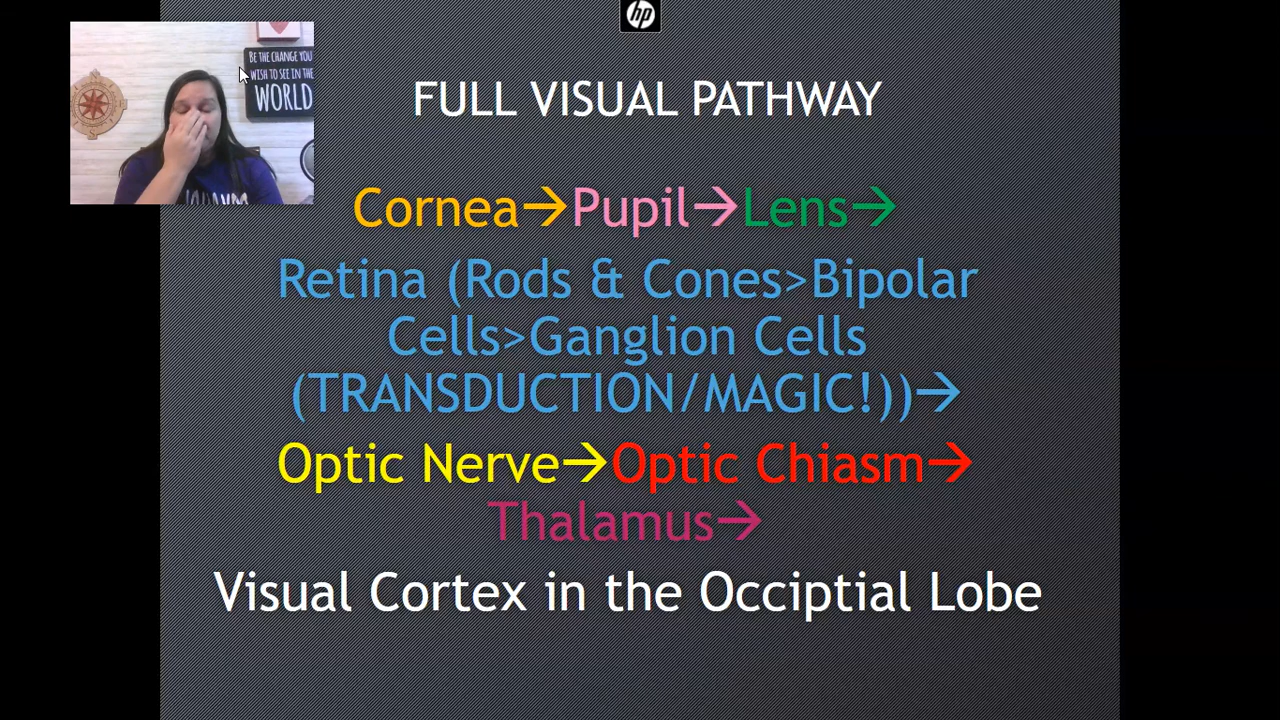 hp
BE THE CHANGE YOU
WISH TO SEE IN THE
WORLD
FULL VISUAL PATHWAY
Cornea→Pupil→Lens→
Retina (Rods & Cones>Bipolar
Cells>Ganglion Cells
(TRANSDUCTION/MAGIC!))→
Optic Nerve→Optic Chiasm→
Thalamus→
Visual Cortex in the Occiptial Lobe